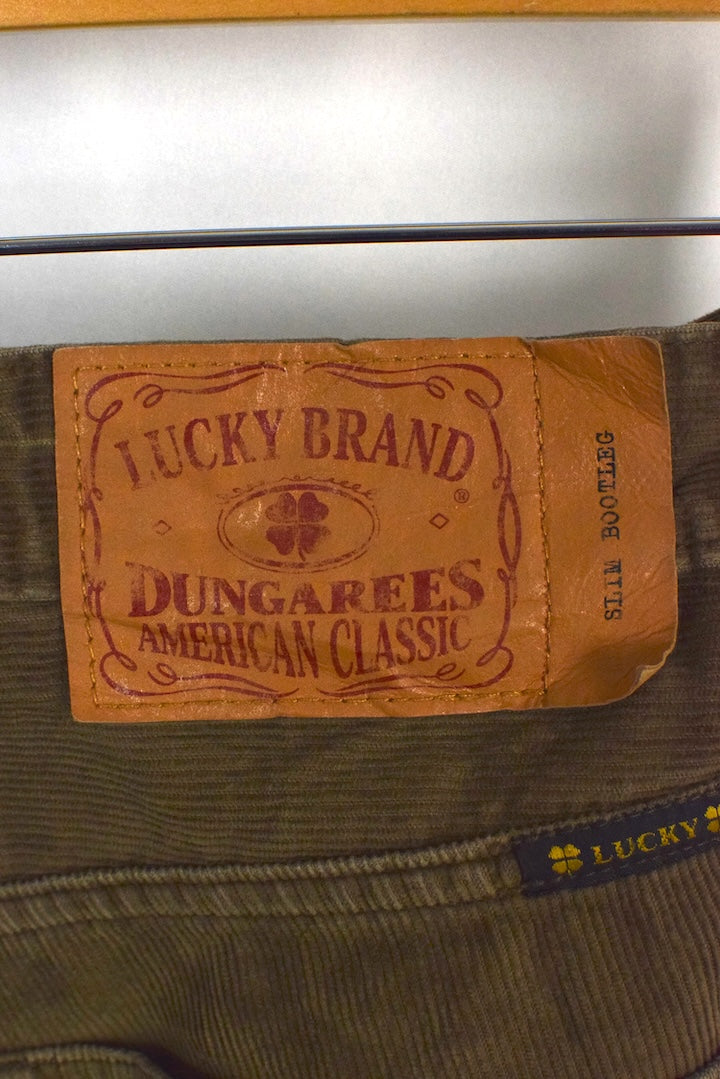 LUCKY BRAND
®
DUNGAREES
AMERICAN CLASSIC
SLIM BOOTLEG
LUCKY